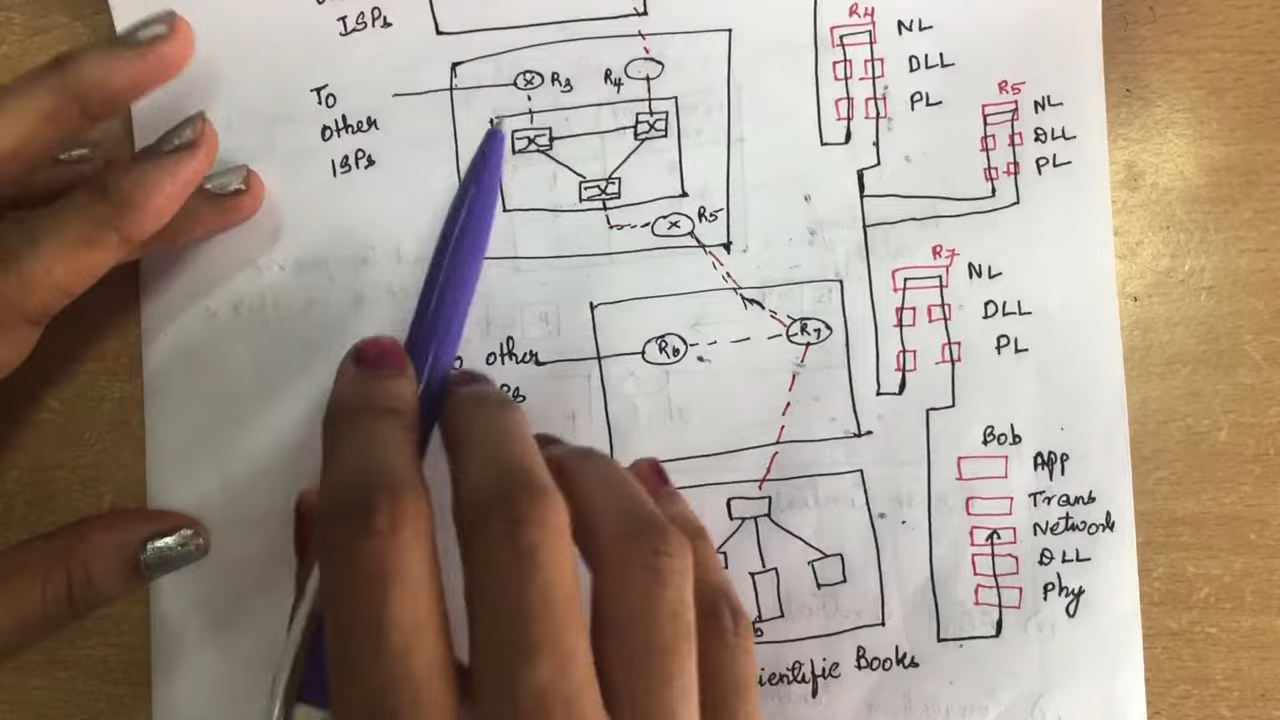 ISPs
To
other
ISPs
R3
R4
R5
other
R6
R7
ientific Books
R4
NL
DLL
PL
R5
NL
DLL
PL
R7
NL
DLL
PL
Bob
App
Trans
Network
DLL
Phy